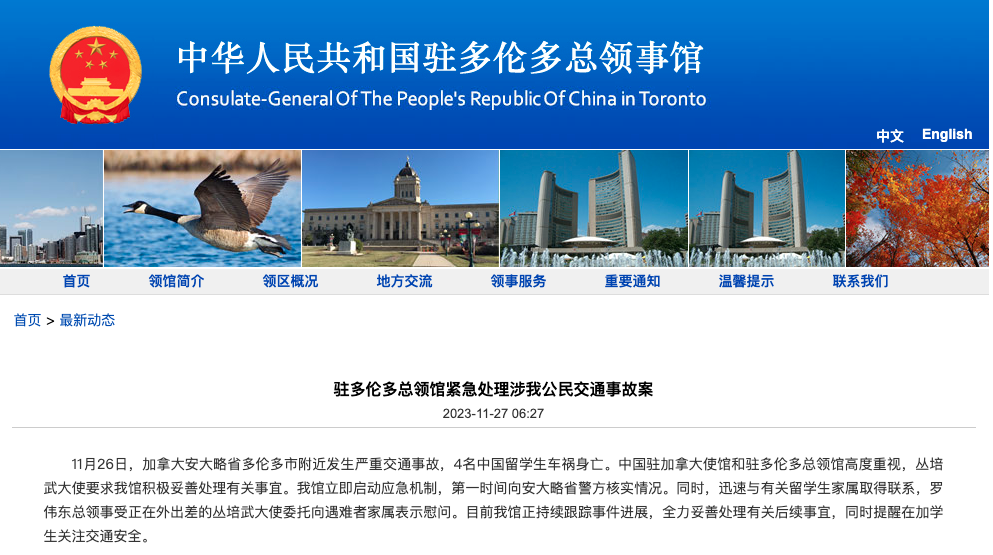 中华人民共和国驻多伦多总领事馆
Consulate-General Of The People's Republic Of China in Toronto
中文 English
首页 领馆简介 领区概况 地方交流 领事服务 重要通知 温馨提示 联系我们
首页 > 最新动态
驻多伦多总领馆紧急处理涉我公民交通事故案
2023-11-27 06:27
11月26日，加拿大安大略省多伦多市附近发生严重交通事故，4名中国留学生车祸身亡。中国驻加拿大使馆和驻多伦多总领馆高度重视，丛培
武大使要求我馆积极妥善处理有关事宜。我馆立即启动应急机制，第一时间向安大略省警方核实情况。同时，迅速与有关留学生家属取得联系，罗
伟东总领事受正在外出差的丛培武大使委托向遇难者家属表示慰问。目前我馆正持续跟踪事件进展，全力妥善处理有关后续事宜，同时提醒在加学
生关注交通安全。